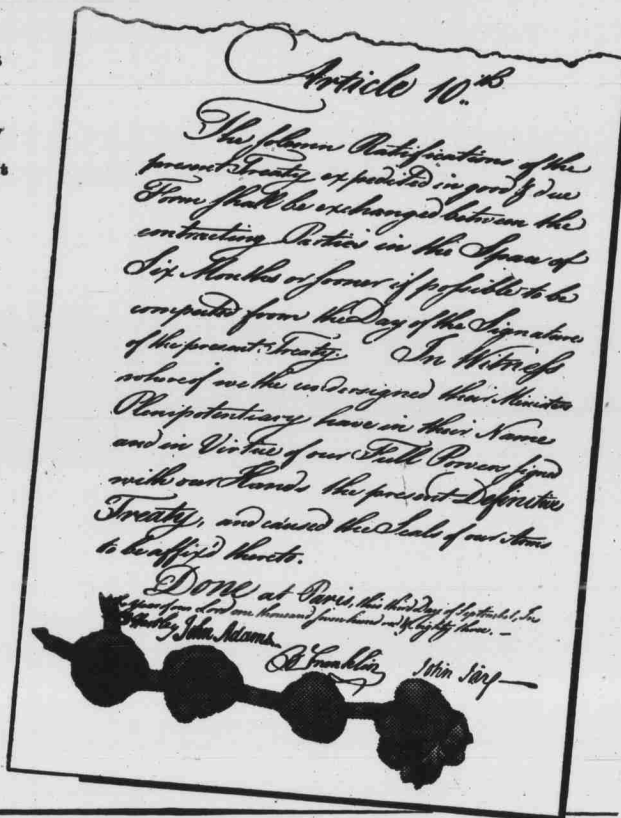 Article 10.th
The solemn Ratifications of the
present Treaty expedited in good & due
Form shall be exchanged between the
contracting Parties in the Space of
Six Months or sooner if possible to be
computed from the Day of the Signature
of the present Treaty. In Witness
whereof we the undersigned their Ministers
Plenipotentiary have in their Name
and in Virtue of our Full Powers signed
with our Hands the present Definitive
Treaty, and caused the Seals of our Arms
to be affix'd thereto.
Done at Paris, this third Day of September, In
the Year of our Lord one thousand seven hundred & eighty three. —
D Hartley John Adams.
B Franklin John Jay —